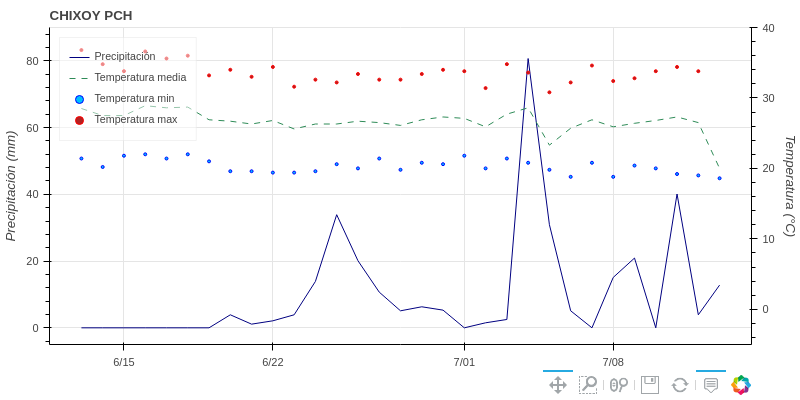 CHIXOY PCH
Precipitación
Temperatura media
Temperatura min
Temperatura max
Precipitación (mm)
80
60
40
20
0
Temperatura (°C)
40
30
20
10
0
6/15
6/22
7/01
7/08